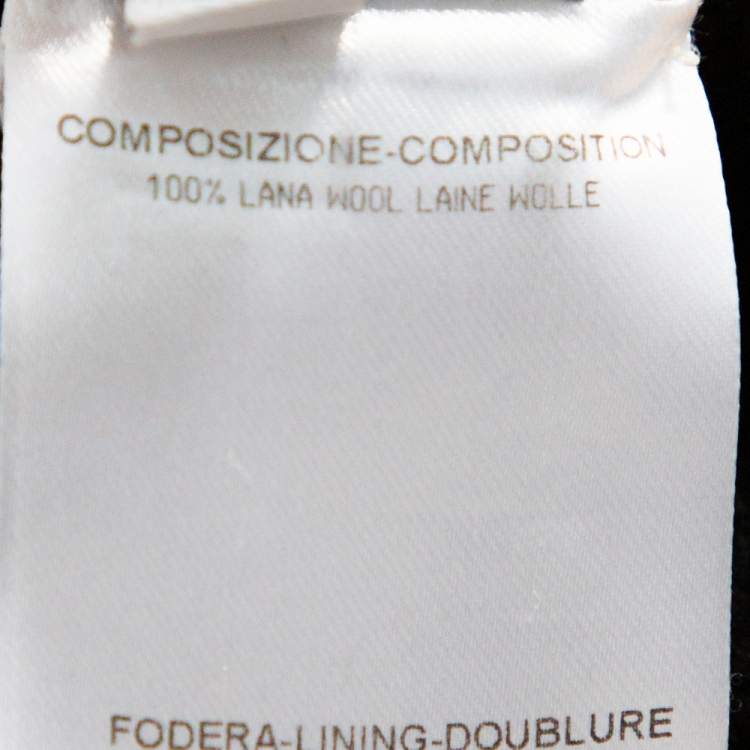 COMPOSIZIONE-COMPOSITION
100% LANA WOOL LAINE WOLLE
FODERA-LINING-DOUBLURE